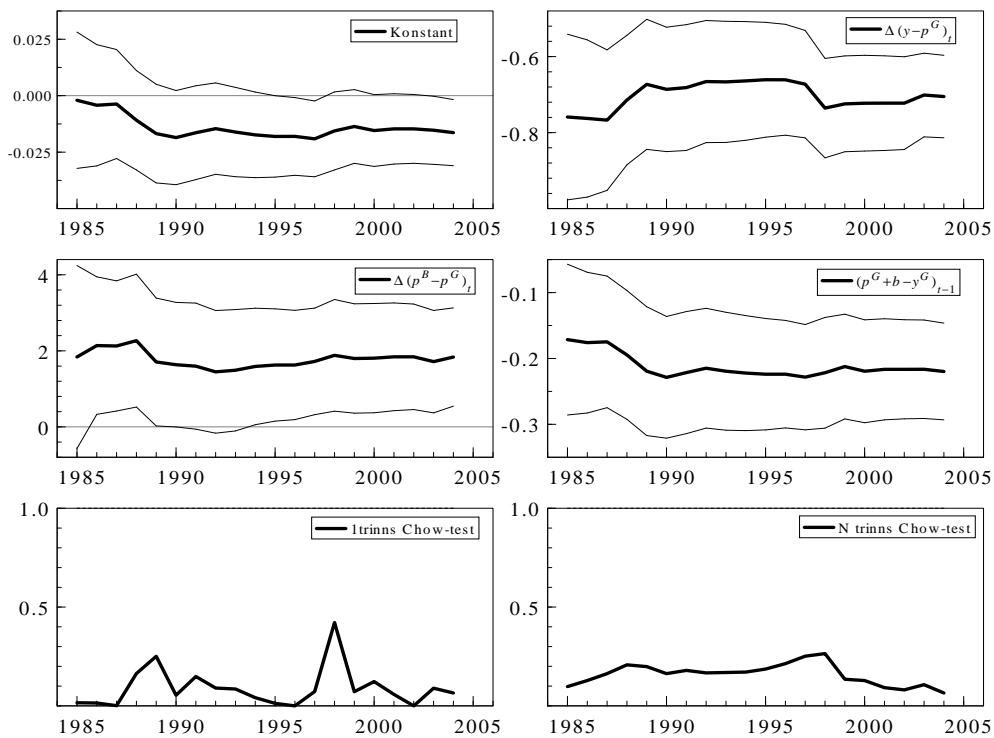 Konstant
0.025
0.000
-0.025
1985 1990 1995 2000 2005
Δ(y−p^G)_t
-0.6
-0.8
1985 1990 1995 2000 2005
Δ(p^B−p^G)_t
4
2
0
1985 1990 1995 2000 2005
(p^G+b−y^G)_{t−1}
-0.1
-0.2
-0.3
1985 1990 1995 2000 2005
1trinns Chow-test
1.0
0.5
1985 1990 1995 2000 2005
N trinns Chow-test
1.0
0.5
1985 1990 1995 2000 2005